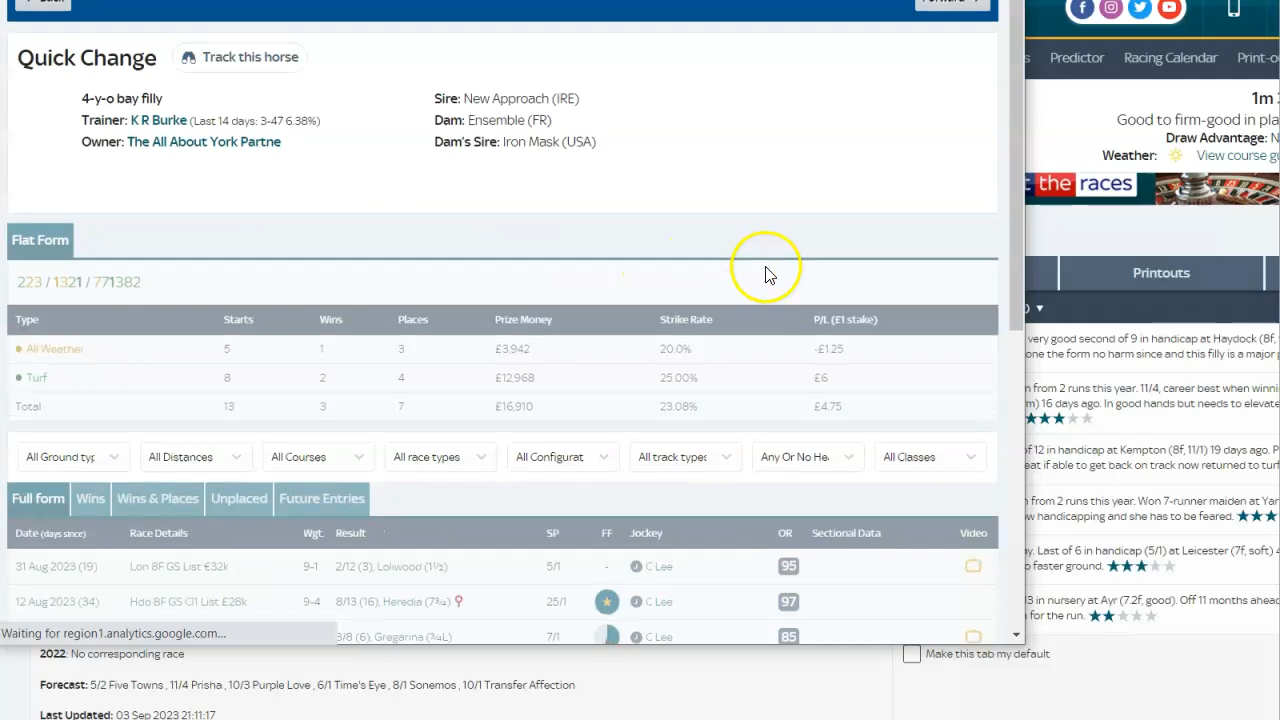 Quick Change
Track this horse
4-y-o bay filly
Trainer: K R Burke (Last 14 days: 3-47 6.38%)
Owner: The All About York Partne
Sire: New Approach (IRE)
Dam: Ensemble (FR)
Dam's Sire: Iron Mask (USA)
Flat Form
223 / 1321 / 771382
Type Starts Wins Places Prize Money Strike Rate P/L (£1 stake)
All Weather 5 1 3 £3,942 20.0% -£1.25
Turf 8 2 4 £12,968 25.00% £6
Total 13 3 7 £16,910 23.08% £4.75
All Ground typ All Distances All Courses All race types All Configurat All track types Any Or No He All Classes
Full form Wins Wins & Places Unplaced Future Entries
Date (days since) Race Details Wgt. Result SP FF Jockey OR Sectional Data Video
31 Aug 2023 (19) Lon 8F GS List €32k 9-1 2/12 (3), Loliwood (1½) 5/1 - C Lee 95
12 Aug 2023 (34) Hdo 8F GS Cl1 List £28k 9-4 8/13 (16), Heredia (7¾) 25/1 C Lee 97
3/8 (6), Gregarina (¾L) 7/1 C Lee 85
Waiting for region1.analytics.google.com...
2022: No corresponding race
Forecast: 5/2 Five Towns , 11/4 Prisha , 10/3 Purple Love , 6/1 Time's Eye , 8/1 Sonemos , 10/1 Transfer Affection
Last Updated: 03 Sep 2023 21:11:17
s Predictor Racing Calendar Print-o
1m
Good to firm-good in pla
Draw Advantage: N
Weather: View course gu
t the races
Printouts
very good second of 9 in handicap at Haydock (8f,
one the form no harm since and this filly is a major p
n from 2 runs this year. 11/4, career best when winnin
m) 16 days ago. In good hands but needs to elevate
of 12 in handicap at Kempton (8f, 11/1) 19 days ago. P
eat if able to get back on track now returned to turf
n from 2 runs this year. Won 7-runner maiden at Yar
w handicapping and she has to be feared.
y. Last of 6 in handicap (5/1) at Leicester (7f, soft) 4
o faster ground.
13 in nursery at Ayr (7.2f, good). Off 11 months ahea
for the run.
Make this tab my default